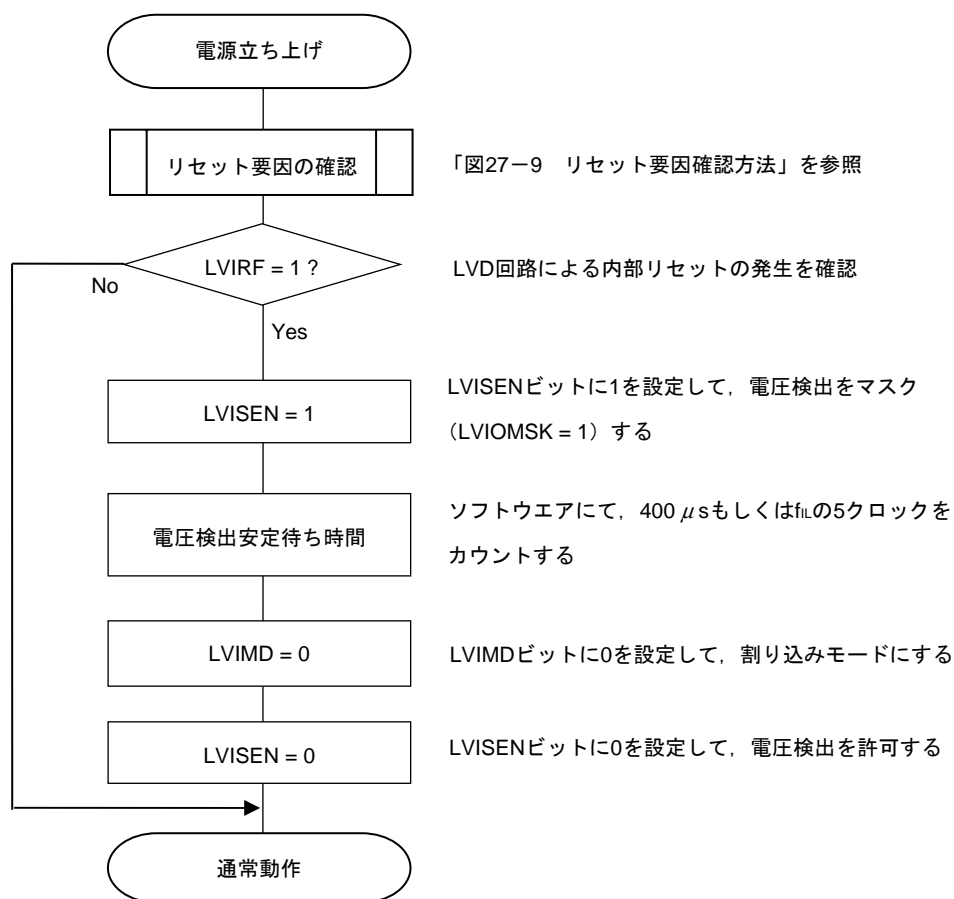 電源立ち上げ
リセット要因の確認
「図27－9　リセット要因確認方法」を参照
LVIRF = 1 ?
LVD回路による内部リセットの発生を確認
No
Yes
LVISEN = 1
LVISENビットに1を設定して，電圧検出をマスク
（LVIOMSK = 1）する
電圧検出安定待ち時間
ソフトウエアにて，400 μsもしくはfILの5クロックを
カウントする
LVIMD = 0
LVIMDビットに0を設定して，割り込みモードにする
LVISEN = 0
LVISENビットに0を設定して，電圧検出を許可する
通常動作